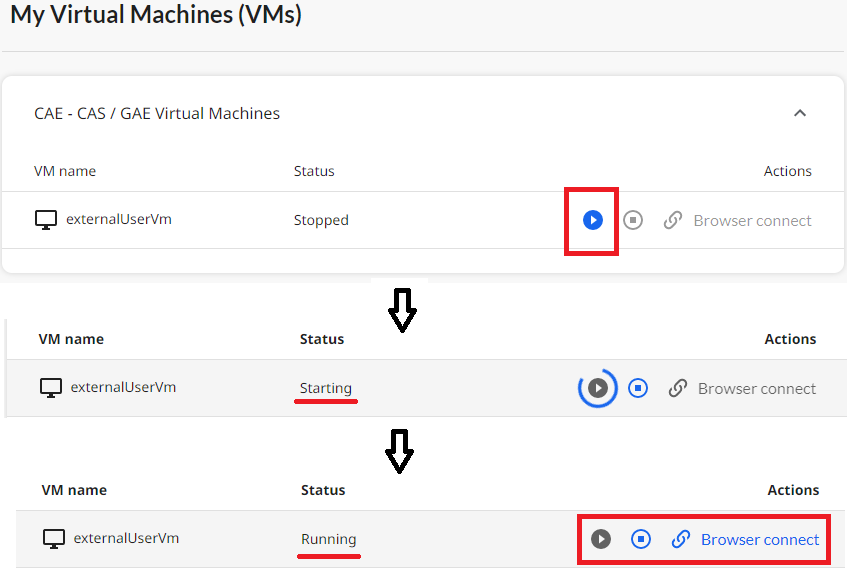 My Virtual Machines (VMs)
CAE - CAS / GAE Virtual Machines
VM name Status Actions
externalUserVm Stopped Browser connect
VM name Status Actions
externalUserVm Starting Browser connect
VM name Status Actions
externalUserVm Running Browser connect